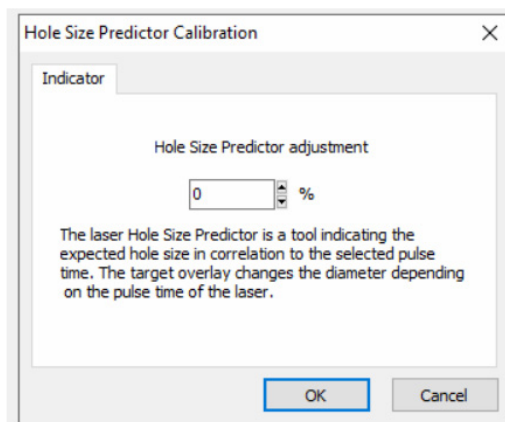 Hole Size Predictor Calibration
Indicator
Hole Size Predictor adjustment
0 %
The laser Hole Size Predictor is a tool indicating the
expected hole size in correlation to the selected pulse
time. The target overlay changes the diameter depending
on the pulse time of the laser.
OK Cancel